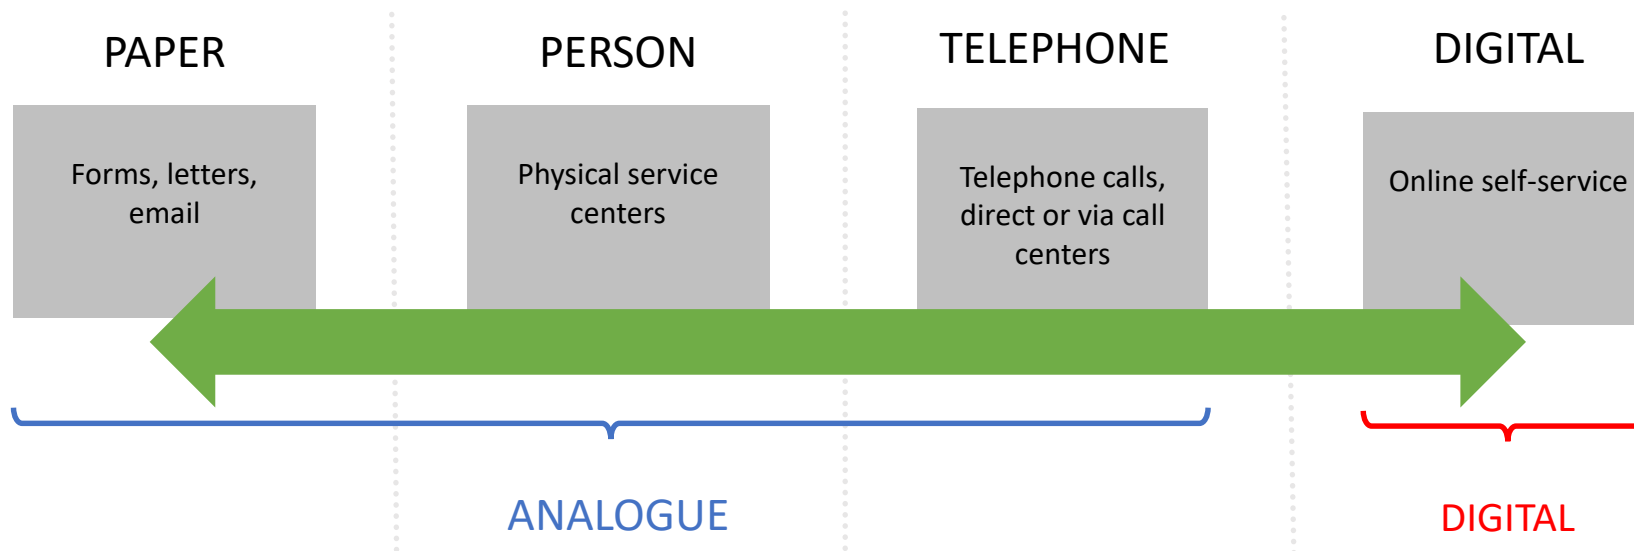 PAPER
PERSON
TELEPHONE
DIGITAL
Forms, letters,
email
Physical service
centers
Telephone calls,
direct or via call
centers
Online self-service
ANALOGUE
DIGITAL